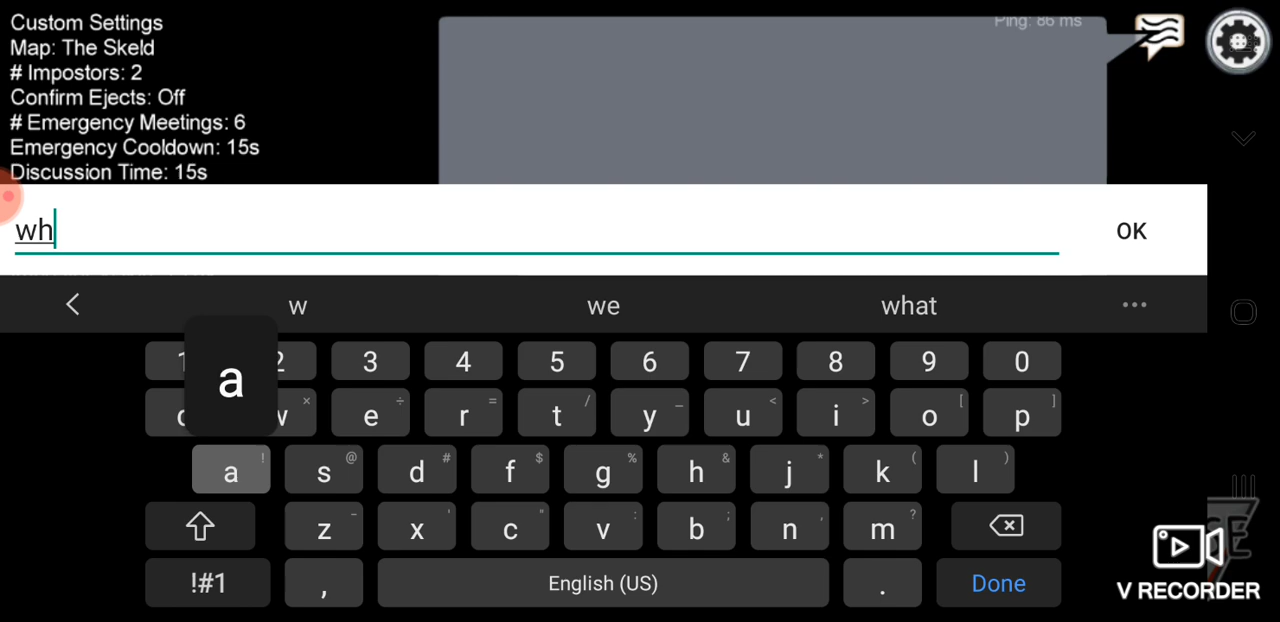 Custom Settings
Map: The Skeld
# Impostors: 2
Confirm Ejects: Off
# Emergency Meetings: 6
Emergency Cooldown: 15s
Discussion Time: 15s
Ping: 86 ms
wh
OK
w we what
1 2 3 4 5 6 7 8 9 0
a
w × e ÷ r = t / y _ u < i > o [ p ]
a ! s @ d # f $ g % h & j * k ( l )
z - x ' c " v : b ; n , m ?
!#1 , English (US) . Done
V RECORDER